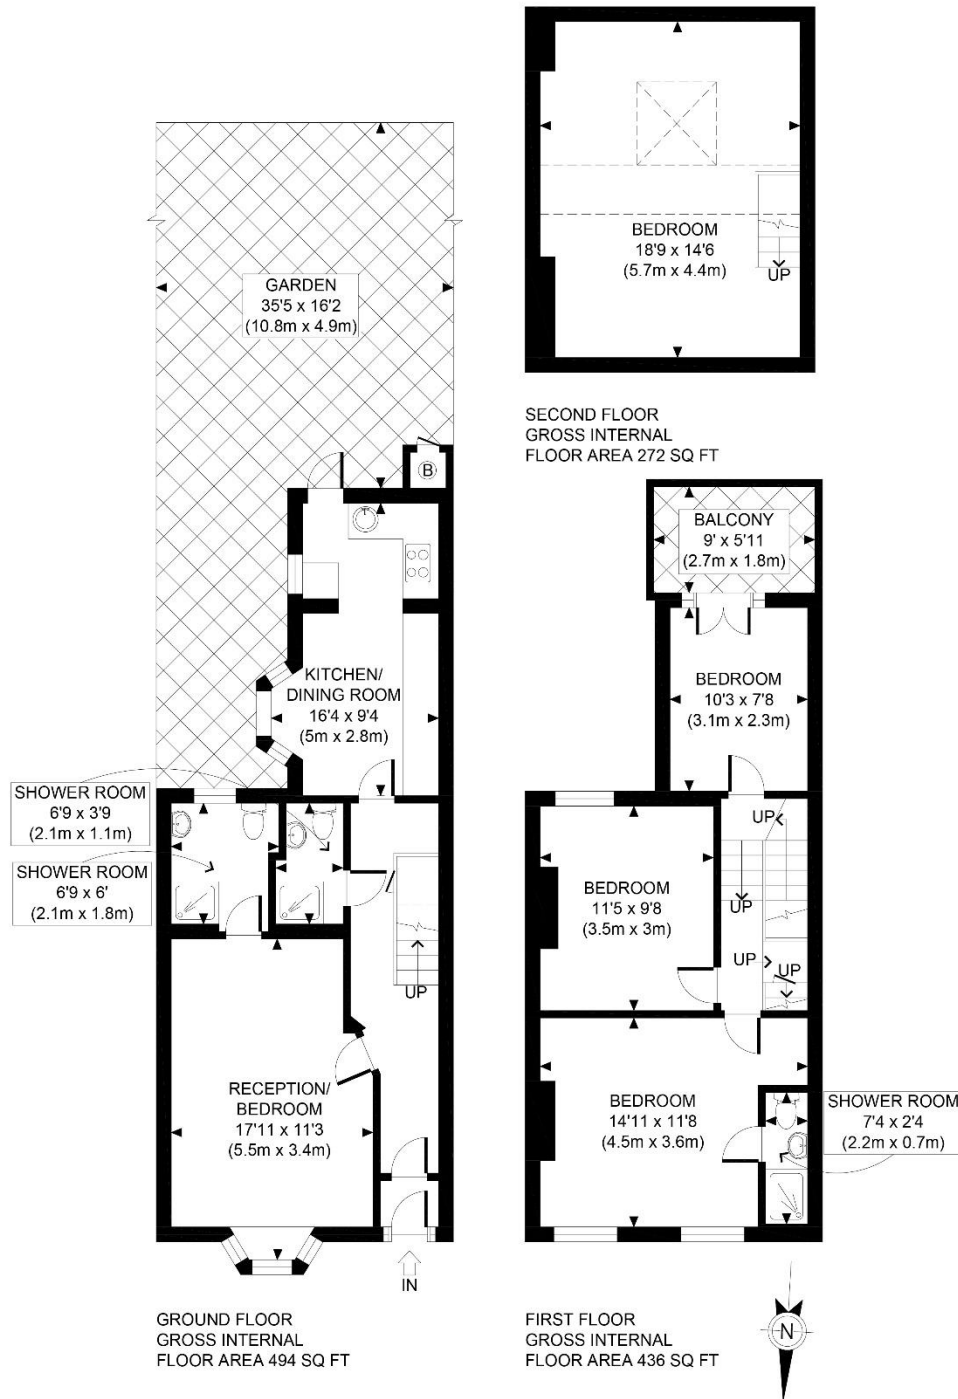 GARDEN
35'5 x 16'2
(10.8m x 4.9m)
B
T
KITCHEN/
DINING ROOM
16'4 x 9'4
(5m x 2.8m)
SHOWER ROOM
6'9 x 3'9
(2.1m x 1.1m)
SHOWER ROOM
6'9 x 6'
(2.1m x 1.8m)
UP
RECEPTION/
BEDROOM
17'11 x 11'3
(5.5m x 3.4m)
IN
GROUND FLOOR
GROSS INTERNAL
FLOOR AREA 494 SQ FT
BEDROOM
18'9 x 14'6
(5.7m x 4.4m)
UP
SECOND FLOOR
GROSS INTERNAL
FLOOR AREA 272 SQ FT
BALCONY
9' x 5'11
(2.7m x 1.8m)
BEDROOM
10'3 x 7'8
(3.1m x 2.3m)
UP
BEDROOM
11'5 x 9'8
(3.5m x 3m)
UP
UP
UP
BEDROOM
14'11 x 11'8
(4.5m x 3.6m)
SHOWER ROOM
7'4 x 2'4
(2.2m x 0.7m)
FIRST FLOOR
GROSS INTERNAL
FLOOR AREA 436 SQ FT
N